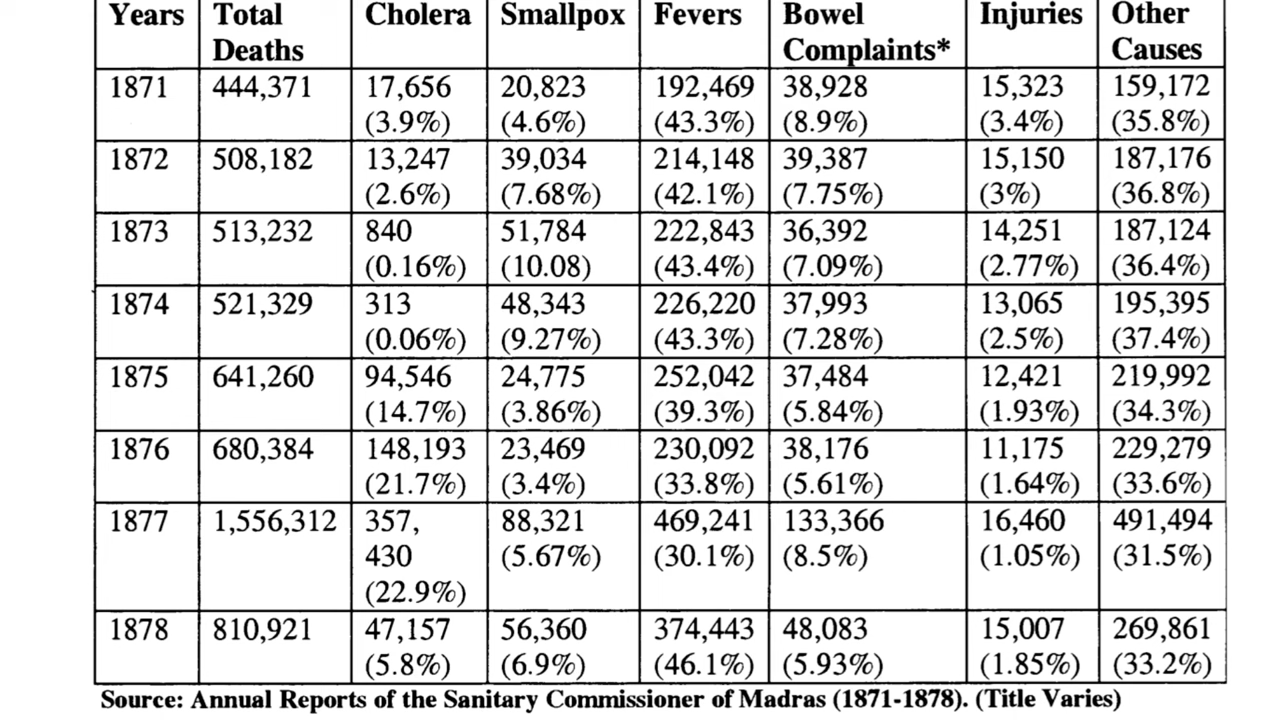 Years | Total Deaths | Cholera | Smallpox | Fevers | Bowel Complaints* | Injuries | Other Causes
1871 | 444,371 | 17,656 (3.9%) | 20,823 (4.6%) | 192,469 (43.3%) | 38,928 (8.9%) | 15,323 (3.4%) | 159,172 (35.8%)
1872 | 508,182 | 13,247 (2.6%) | 39,034 (7.68%) | 214,148 (42.1%) | 39,387 (7.75%) | 15,150 (3%) | 187,176 (36.8%)
1873 | 513,232 | 840 (0.16%) | 51,784 (10.08) | 222,843 (43.4%) | 36,392 (7.09%) | 14,251 (2.77%) | 187,124 (36.4%)
1874 | 521,329 | 313 (0.06%) | 48,343 (9.27%) | 226,220 (43.3%) | 37,993 (7.28%) | 13,065 (2.5%) | 195,395 (37.4%)
1875 | 641,260 | 94,546 (14.7%) | 24,775 (3.86%) | 252,042 (39.3%) | 37,484 (5.84%) | 12,421 (1.93%) | 219,992 (34.3%)
1876 | 680,384 | 148,193 (21.7%) | 23,469 (3.4%) | 230,092 (33.8%) | 38,176 (5.61%) | 11,175 (1.64%) | 229,279 (33.6%)
1877 | 1,556,312 | 357, 430 (22.9%) | 88,321 (5.67%) | 469,241 (30.1%) | 133,366 (8.5%) | 16,460 (1.05%) | 491,494 (31.5%)
1878 | 810,921 | 47,157 (5.8%) | 56,360 (6.9%) | 374,443 (46.1%) | 48,083 (5.93%) | 15,007 (1.85%) | 269,861 (33.2%)
Source: Annual Reports of the Sanitary Commissioner of Madras (1871-1878). (Title Varies)